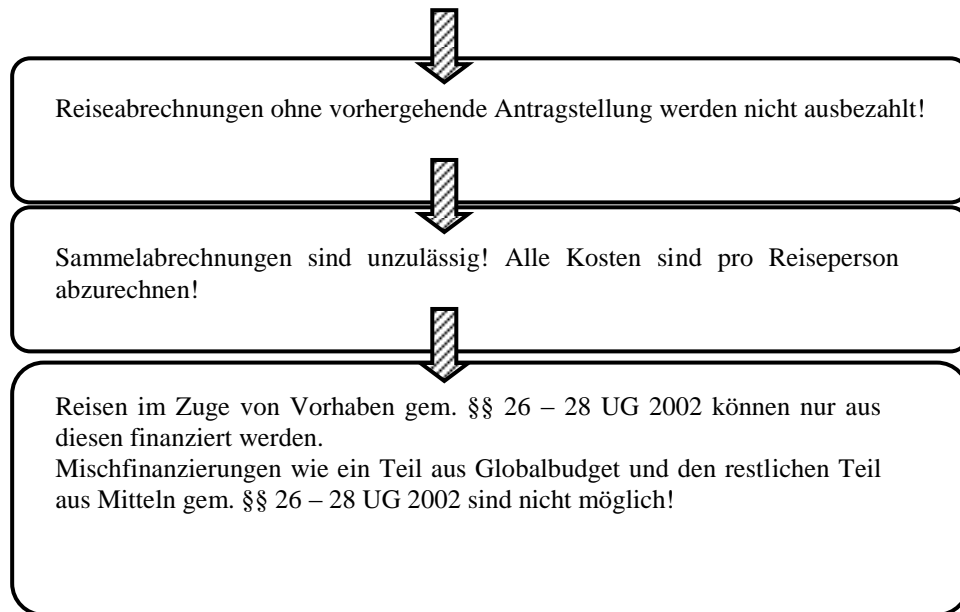 Reiseabrechnungen ohne vorhergehende Antragstellung werden nicht ausbezahlt!
Sammelabrechnungen sind unzulässig! Alle Kosten sind pro Reiseperson
abzurechnen!
Reisen im Zuge von Vorhaben gem. §§ 26 – 28 UG 2002 können nur aus
diesen finanziert werden.
Mischfinanzierungen wie ein Teil aus Globalbudget und den restlichen Teil
aus Mitteln gem. §§ 26 – 28 UG 2002 sind nicht möglich!